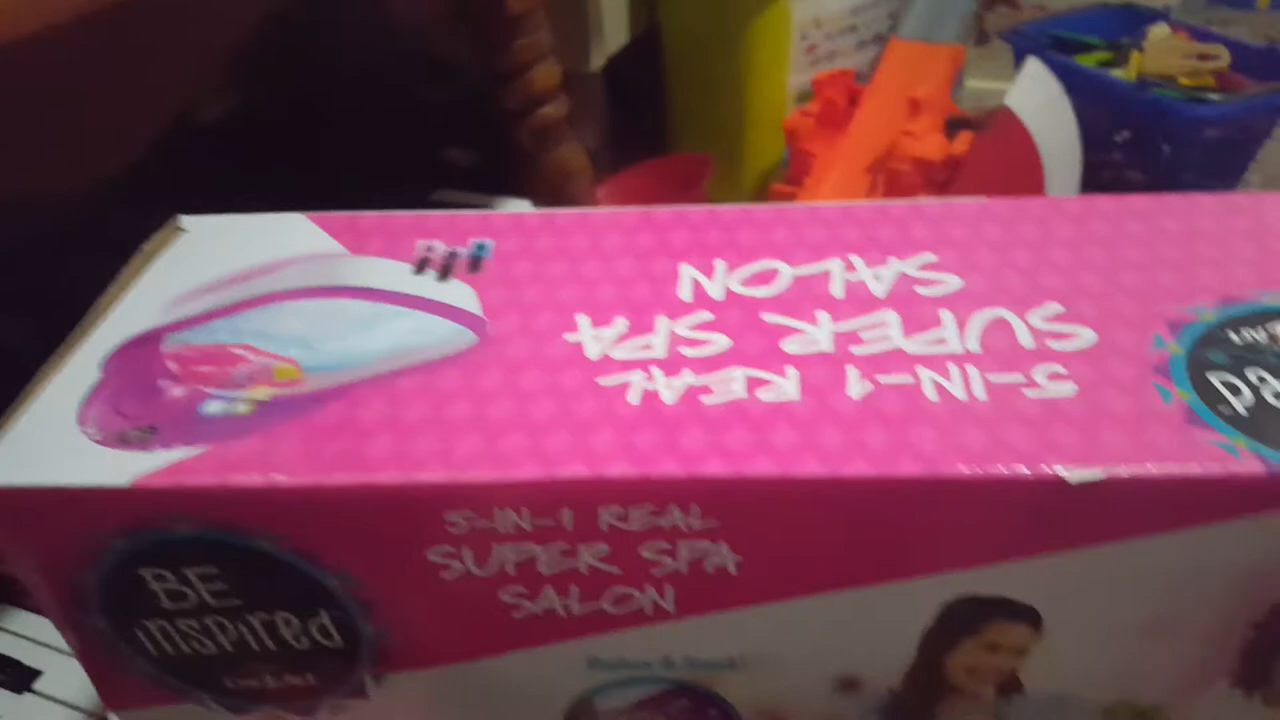 5-IN-1 REAL
SUPER SPA
SALON
5-IN-1 REAL
SUPER SPA
SALON
BE
inspired